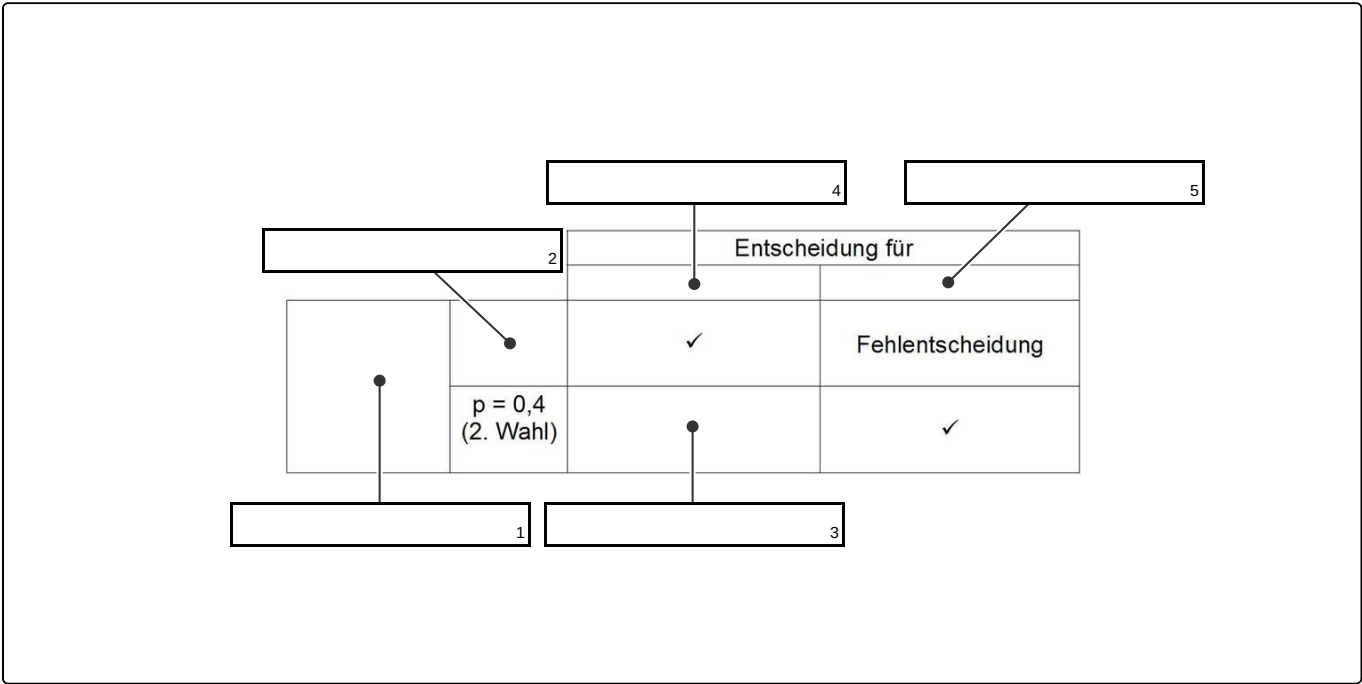 4
5
2
Entscheidung für
✓
Fehlentscheidung
p = 0,4
(2. Wahl)
✓
1
3